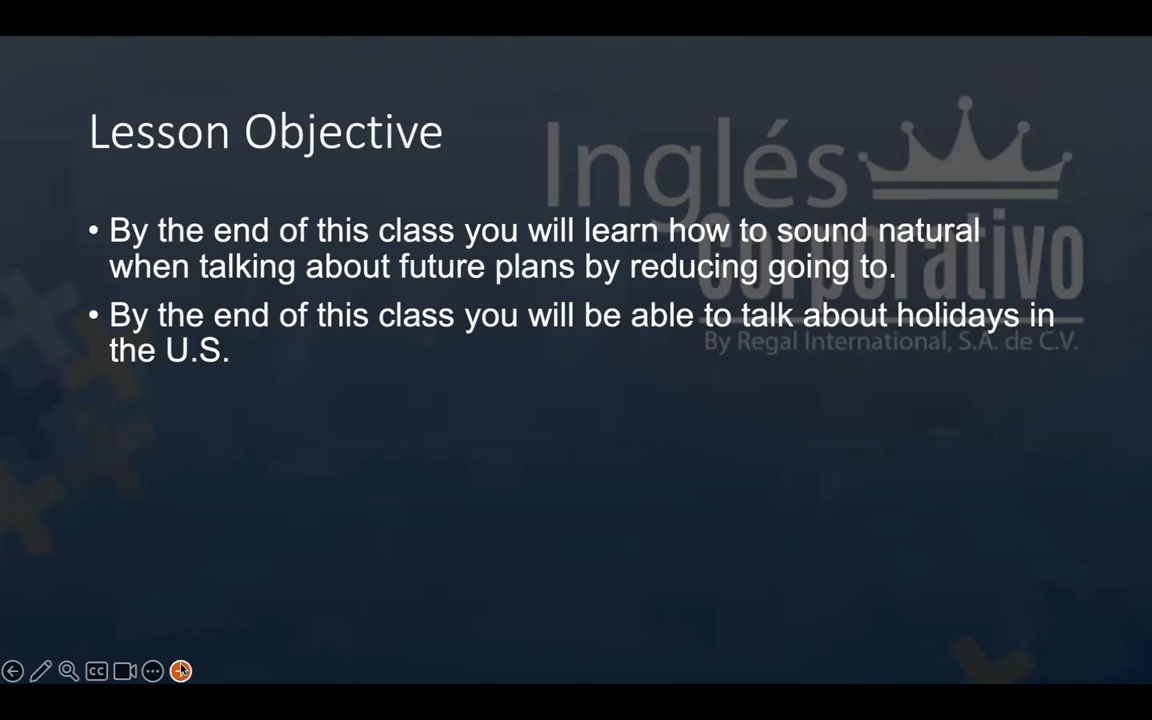 Lesson Objective
Inglés
corporativo
By Regal International, S.A. de C.V.
• By the end of this class you will learn how to sound natural
when talking about future plans by reducing going to.
• By the end of this class you will be able to talk about holidays in
the U.S.
CC